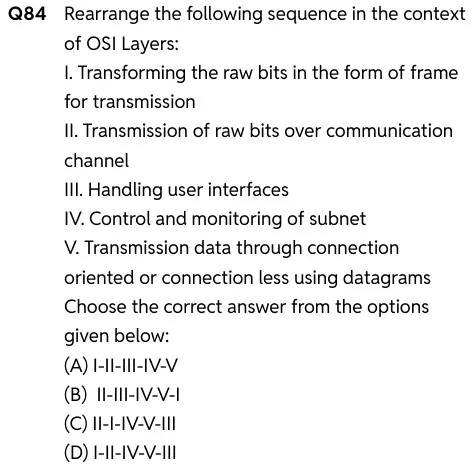 Q84 Rearrange the following sequence in the context
of OSI Layers:
I. Transforming the raw bits in the form of frame
for transmission
II. Transmission of raw bits over communication
channel
III. Handling user interfaces
IV. Control and monitoring of subnet
V. Transmission data through connection
oriented or connection less using datagrams
Choose the correct answer from the options
given below:
(A) I-II-III-IV-V
(B) II-III-IV-V-I
(C) II-I-IV-V-III
(D) I-II-IV-V-III